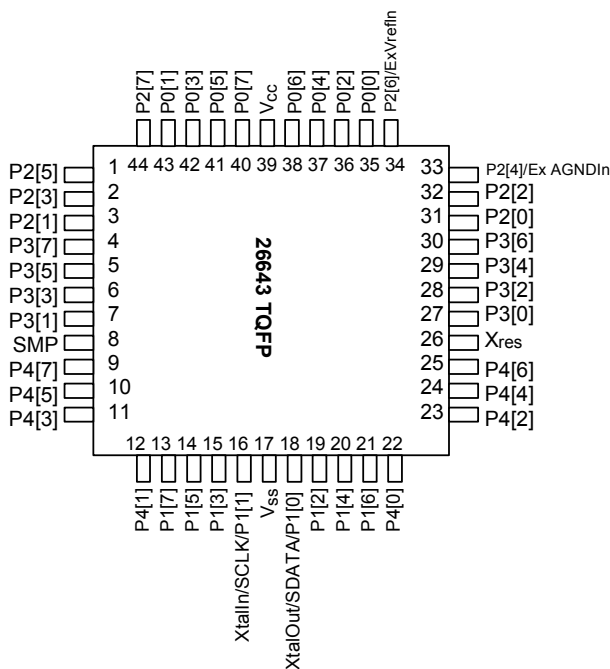 P2[7]
P0[1]
P0[3]
P0[5]
P0[7]
Vcc
P0[6]
P0[4]
P0[2]
P0[0]
P2[6]/ExVrefIn
44 43 42 41 40 39 38 37 36 35 34
P2[5] 1
P2[3] 2
P2[1] 3
P3[7] 4
P3[5] 5
P3[3] 6
P3[1] 7
SMP 8
P4[7] 9
P4[5] 10
P4[3] 11
26643 TQFP
33 P2[4]/Ex AGNDIn
32 P2[2]
31 P2[0]
30 P3[6]
29 P3[4]
28 P3[2]
27 P3[0]
26 Xres
25 P4[6]
24 P4[4]
23 P4[2]
12 13 14 15 16 17 18 19 20 21 22
P4[1]
P1[7]
P1[5]
P1[3]
XtalIn/SCLK/P1[1]
Vss
XtalOut/SDATA/P1[0]
P1[2]
P1[4]
P1[6]
P4[0]